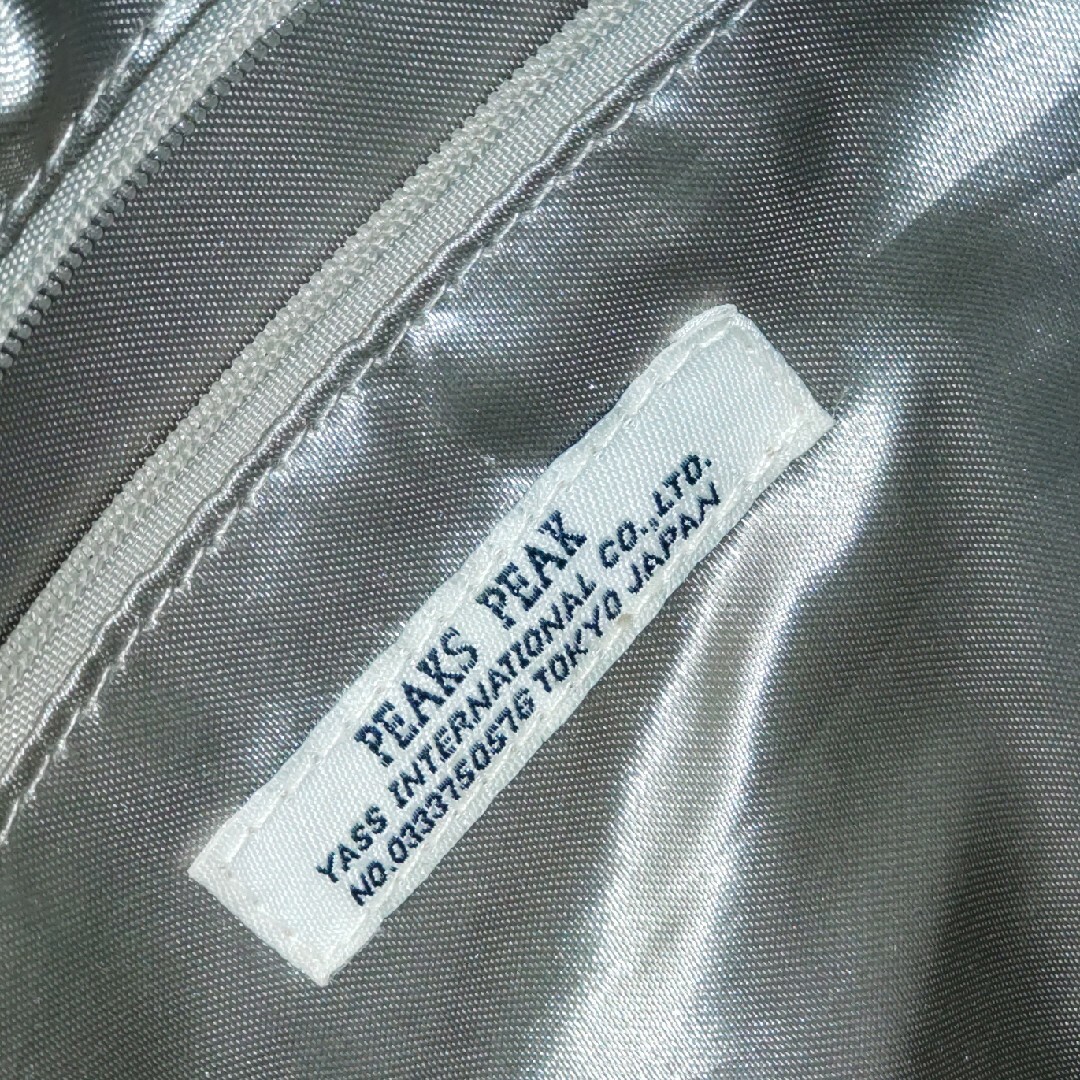 PEAKS PEAK
YASS INTERNATIONAL CO.,LTD.
NO.0333750576 TOKYO JAPAN